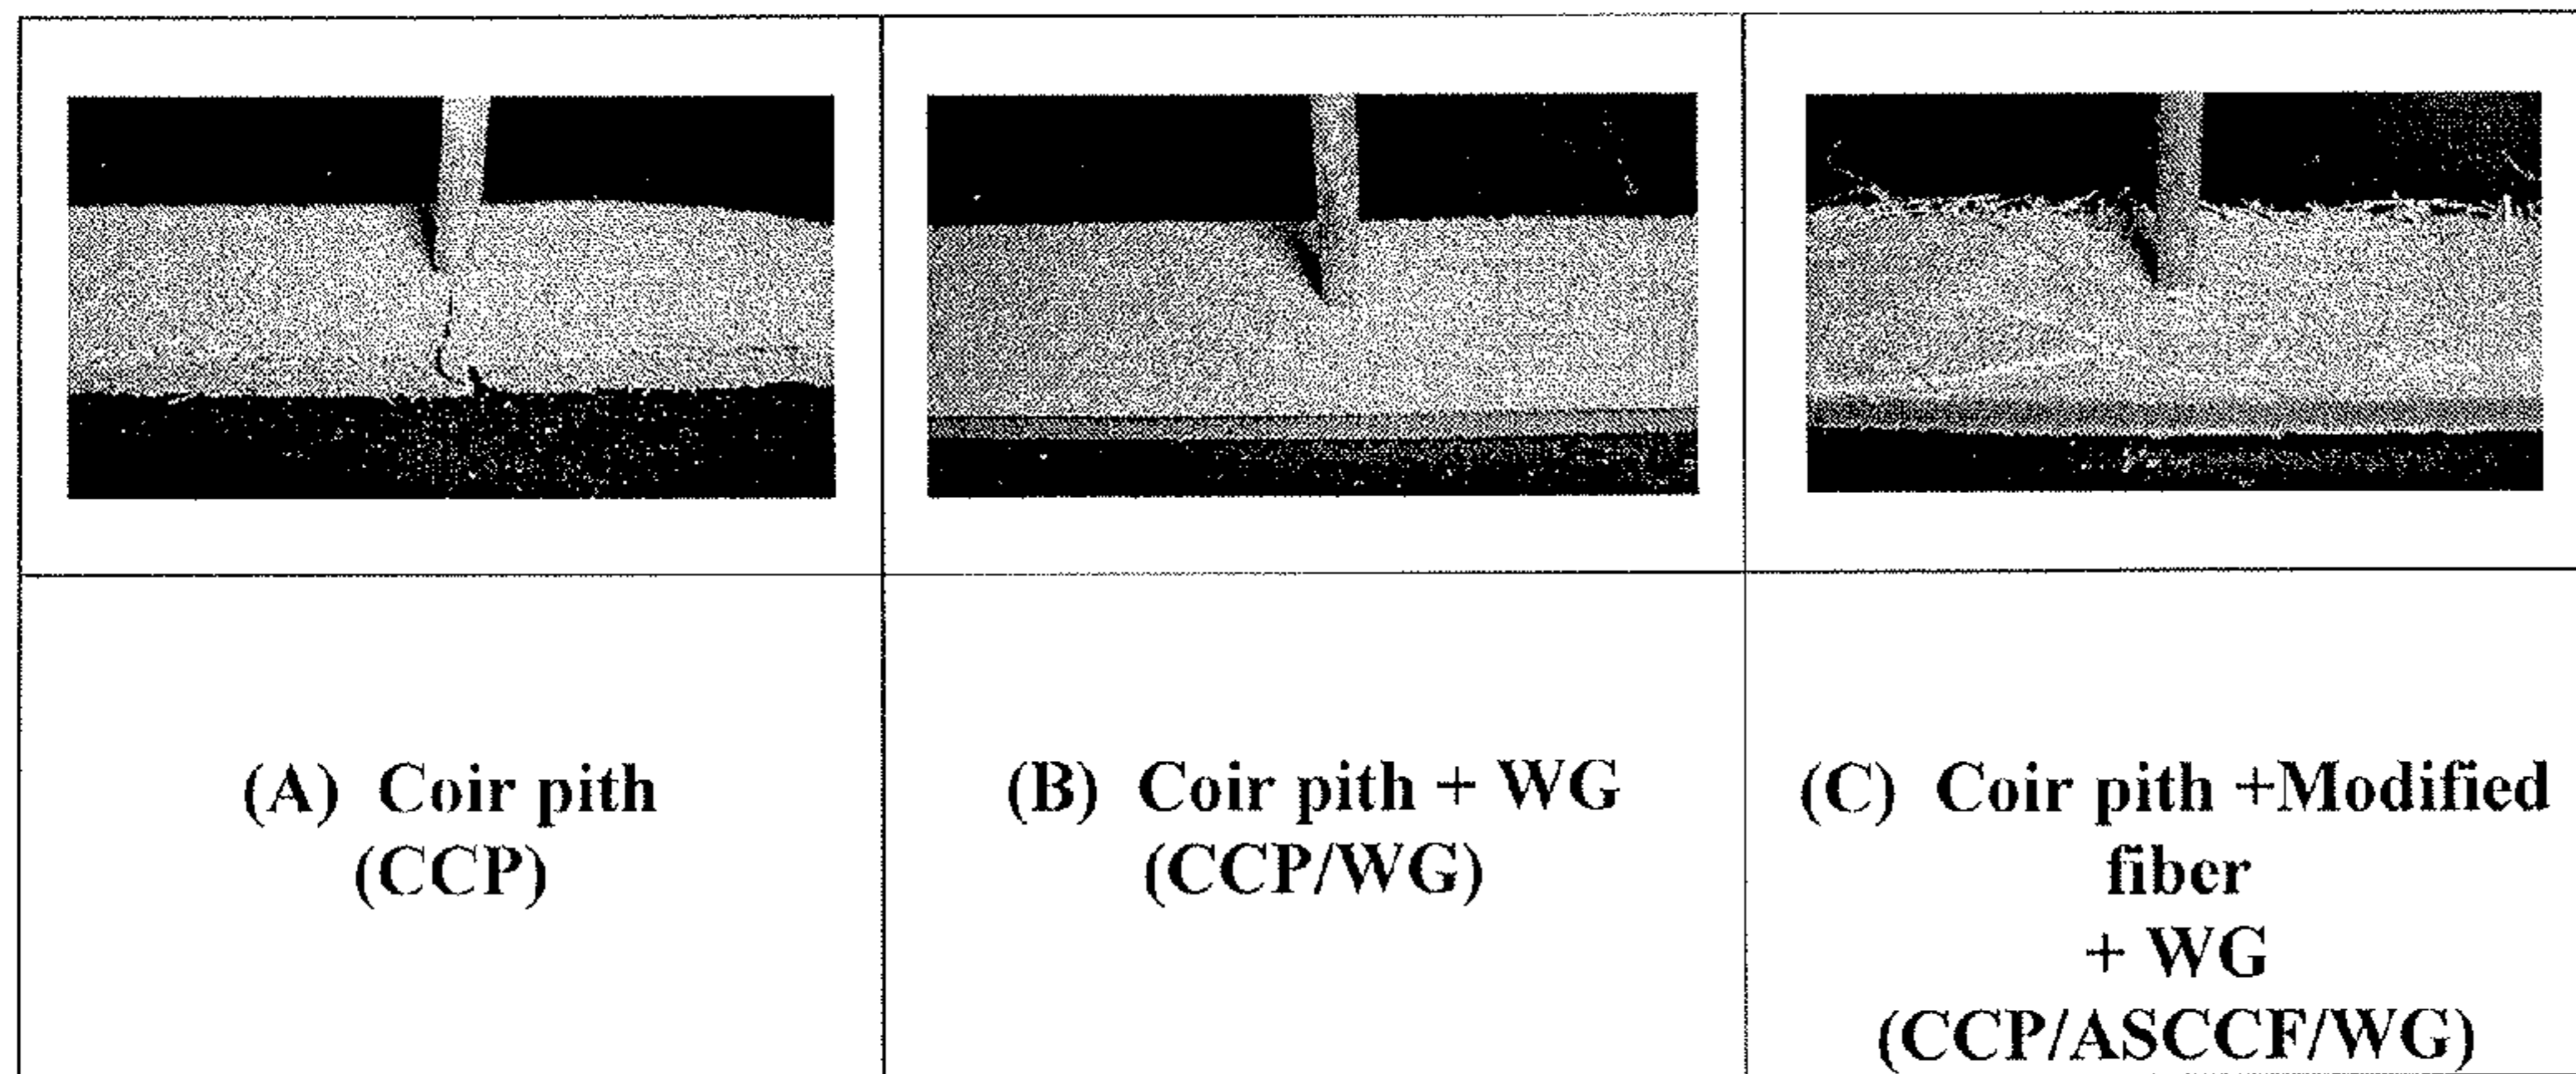 (A) Coir pith
(CCP)
(B) Coir pith + WG
(CCP/WG)
(C) Coir pith +Modified
fiber
+ WG
(CCP/ASCCF/WG)